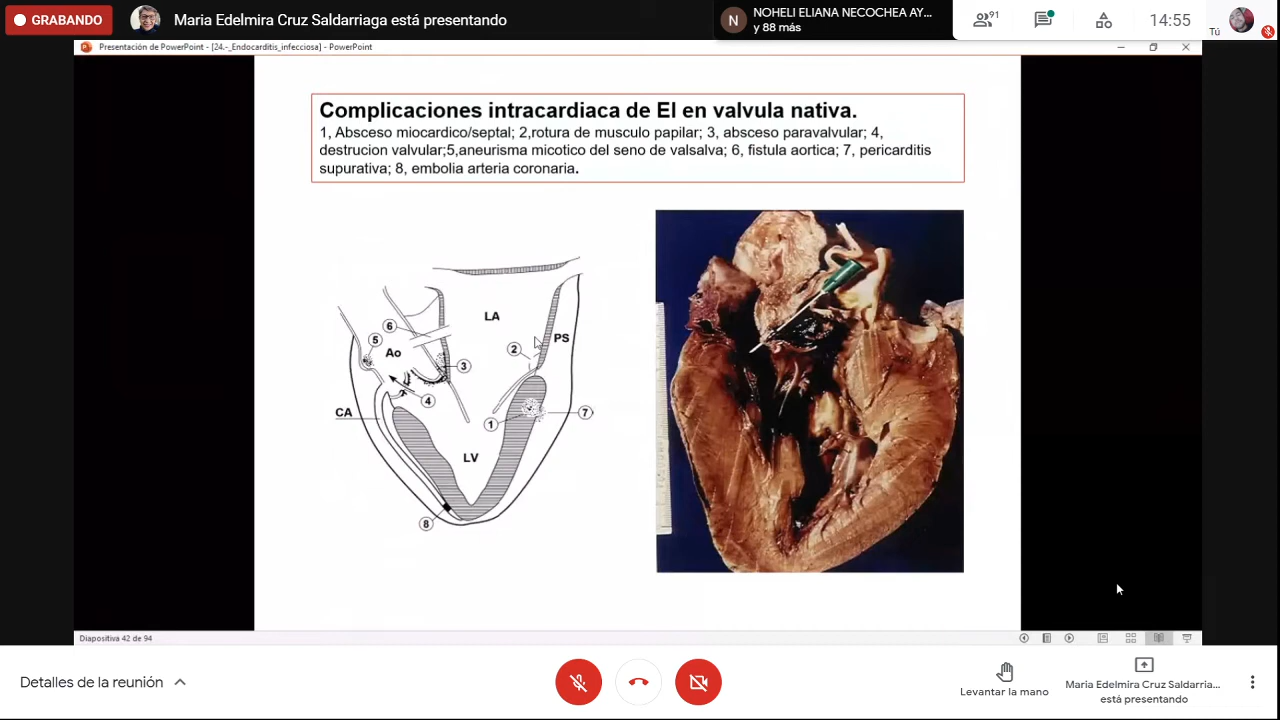 GRABANDO
Maria Edelmira Cruz Saldarriaga está presentando
N
NOHELI ELIANA NECOCHEA AY...
y 88 más
91
14:55
Tú
Presentación de PowerPoint - [24.-_Endocarditis_infecciosa] - PowerPoint
Complicaciones intracardiaca de EI en valvula nativa.
1, Absceso miocardico/septal; 2,rotura de musculo papilar; 3, absceso paravalvular; 4,
destrucion valvular;5,aneurisma micotico del seno de valsalva; 6, fistula aortica; 7, pericarditis
supurativa; 8, embolia arteria coronaria.
LA
6
5
Ao
2
PS
3
4
CA
1
7
LV
8
Diapositiva 42 de 94
Detalles de la reunión
Levantar la mano
Maria Edelmira Cruz Saldarria...
está presentando